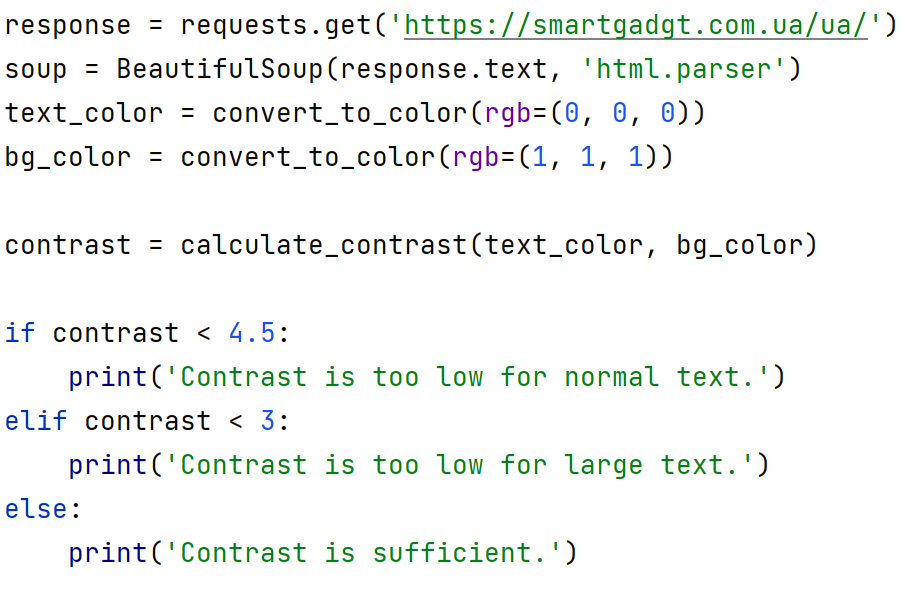 response = requests.get('https://smartgadgt.com.ua/ua/')
soup = BeautifulSoup(response.text, 'html.parser')
text_color = convert_to_color(rgb=(0, 0, 0))
bg_color = convert_to_color(rgb=(1, 1, 1))

contrast = calculate_contrast(text_color, bg_color)

if contrast < 4.5:
    print('Contrast is too low for normal text.')
elif contrast < 3:
    print('Contrast is too low for large text.')
else:
    print('Contrast is sufficient.')